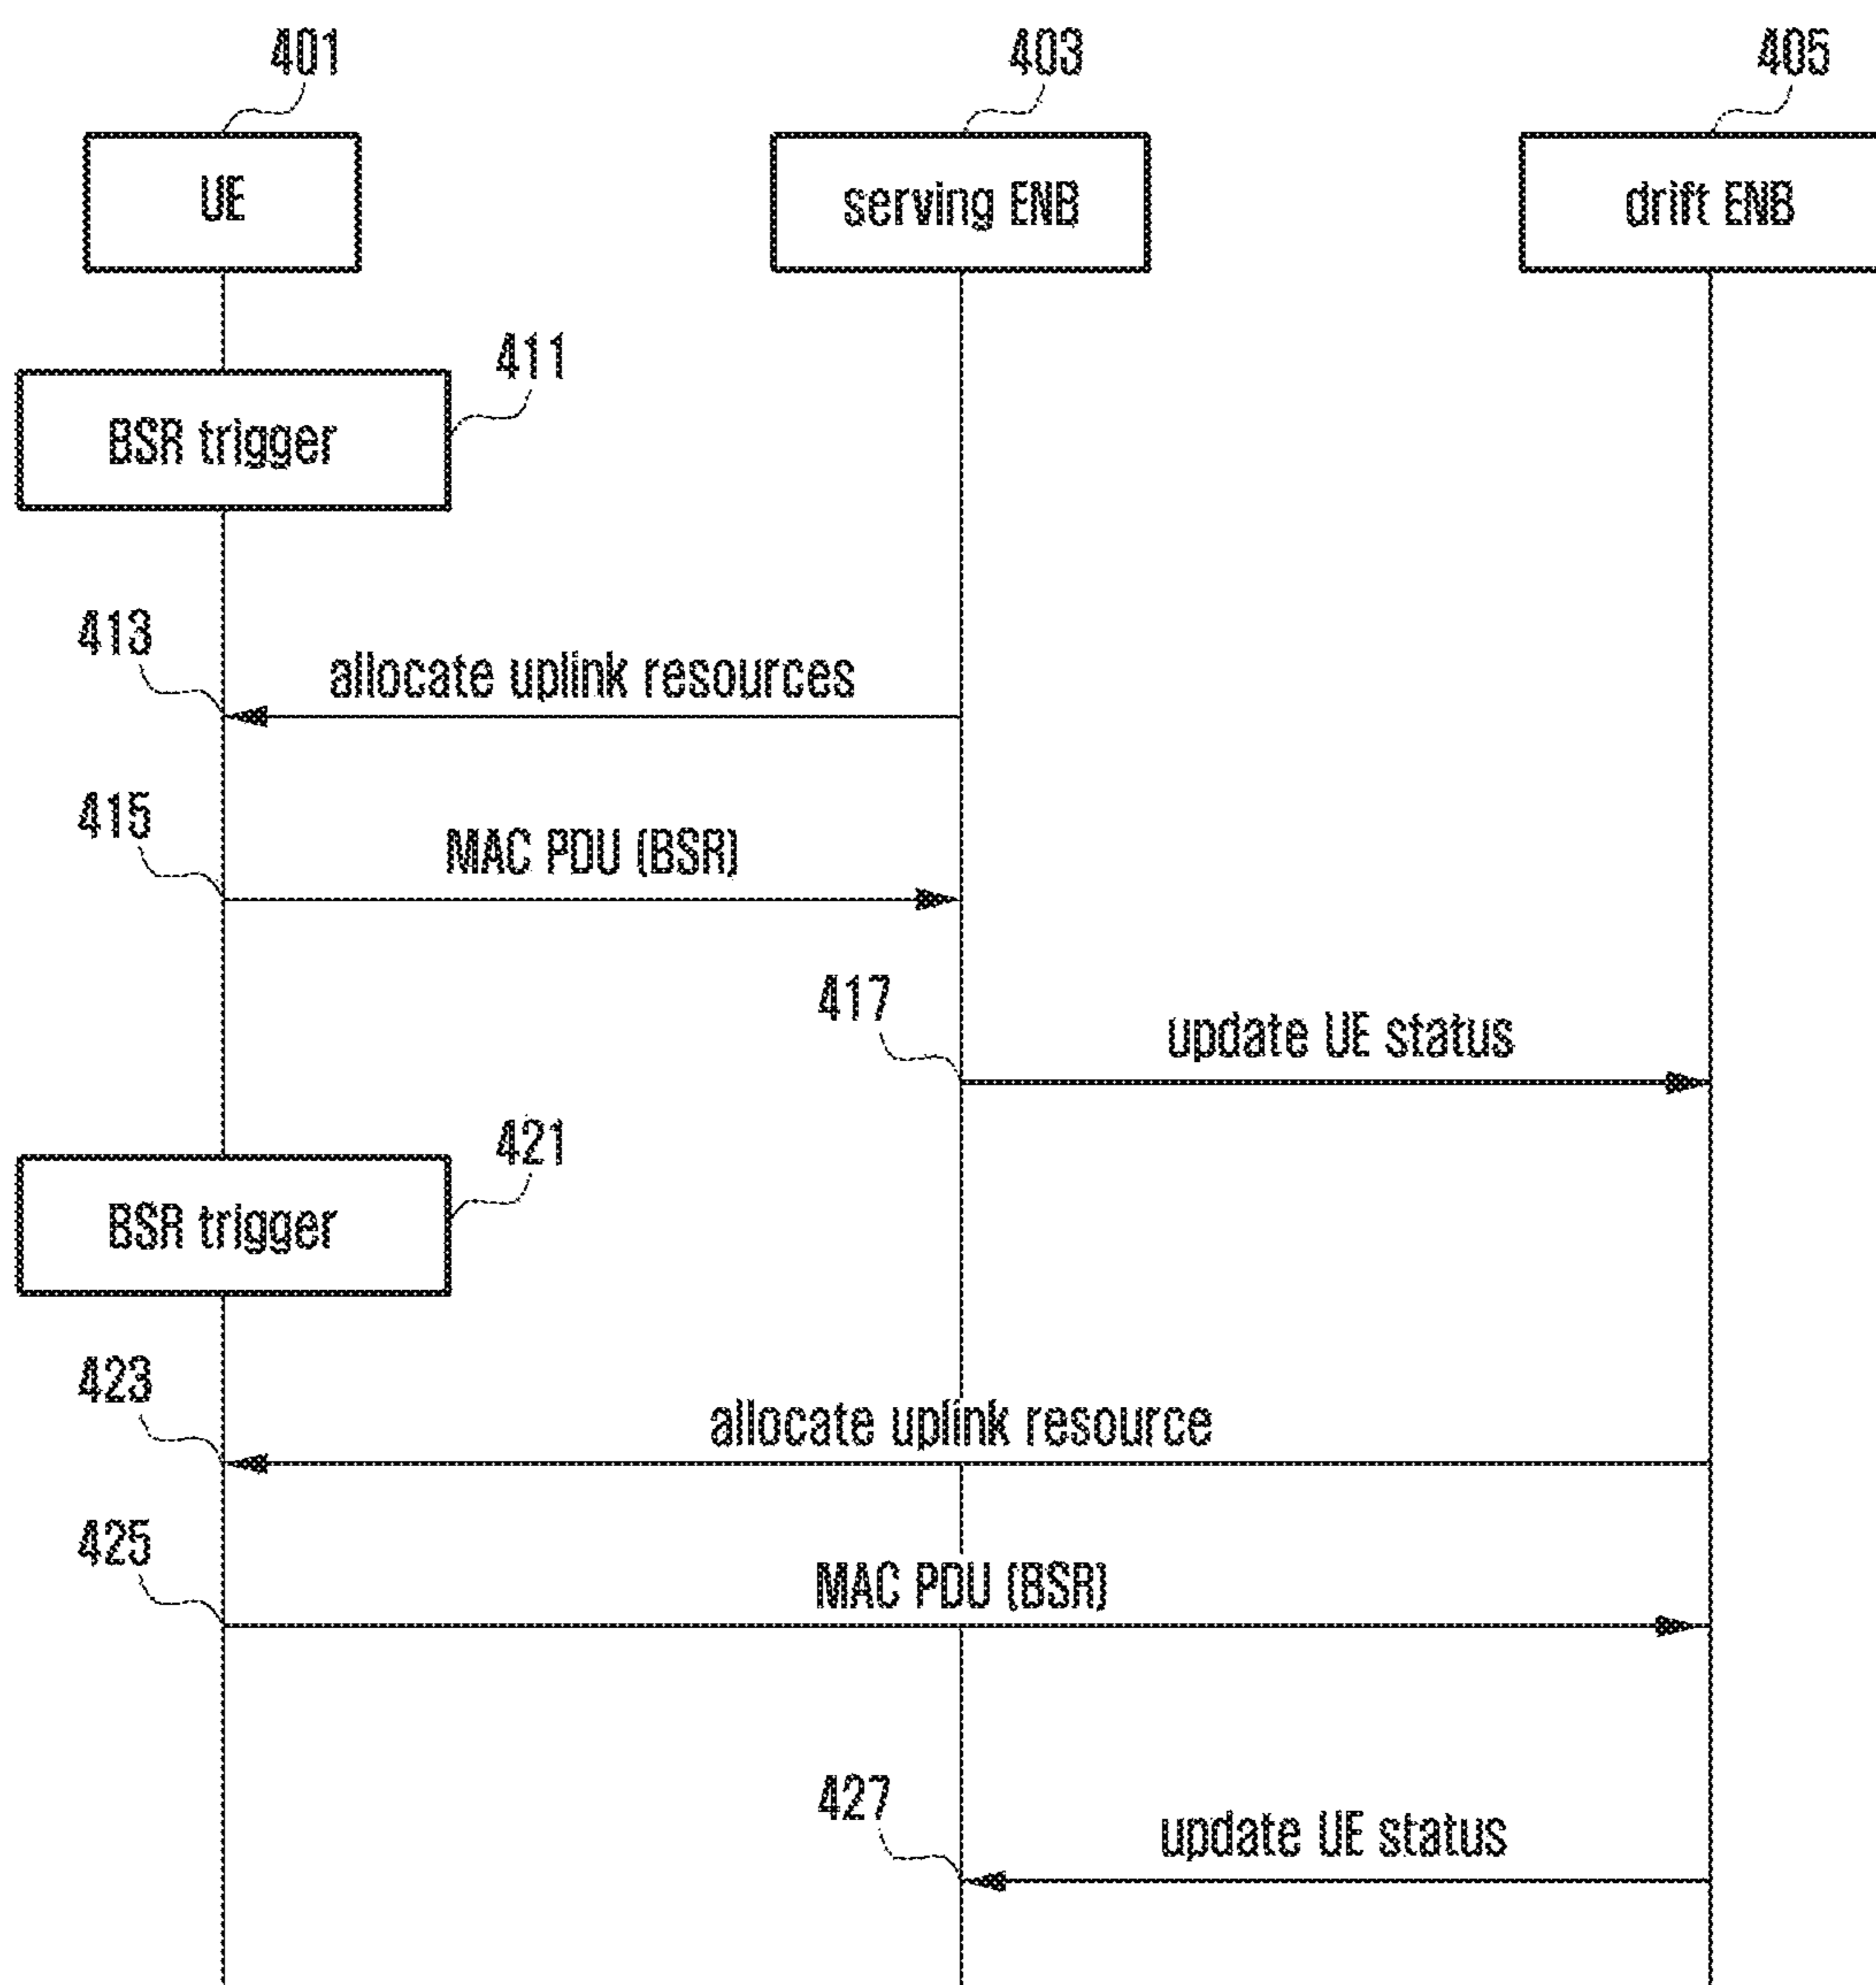 401
403
405
UE
serving ENB
drift ENB
411
BSR trigger
413
allocate uplink resources
415
MAC PDU (BSR)
417
update UE status
421
BSR trigger
423
allocate uplink resource
425
MAC PDU (BSR)
427
update UE status